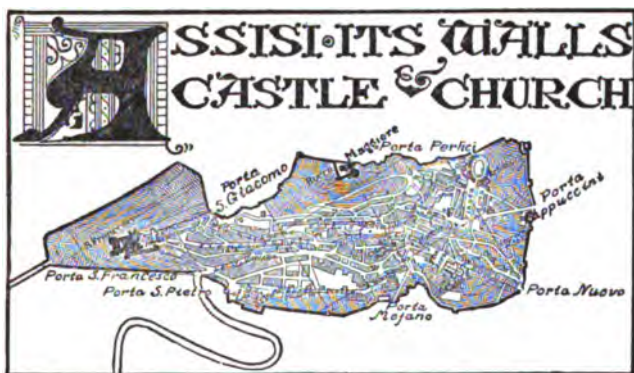 ASSISI·ITS WALLS
CASTLE & CHURCH
Rocca Maggiore
Porta Perlici
Porta
S. Giacomo
Porta
Cappuccini
Porta S. Francesco
Porta S. Pietro
Porta
Mojano
Porta Nuovo